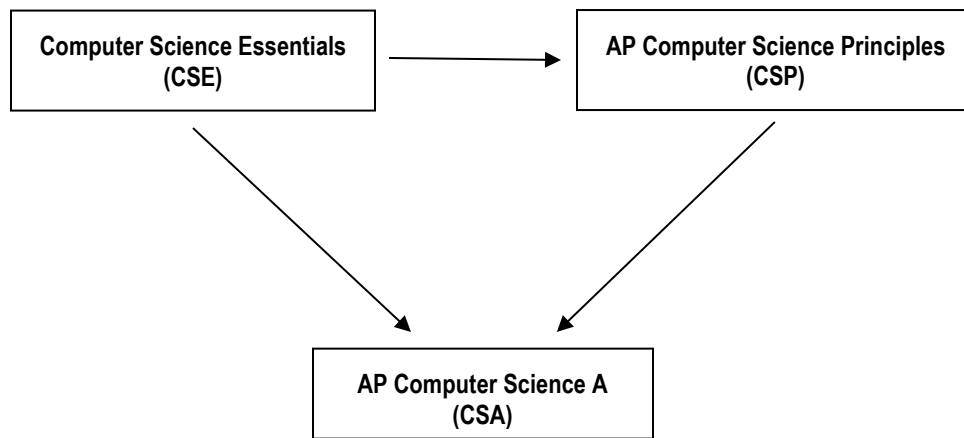 Computer Science Essentials
(CSE)
AP Computer Science Principles
(CSP)
AP Computer Science A
(CSA)